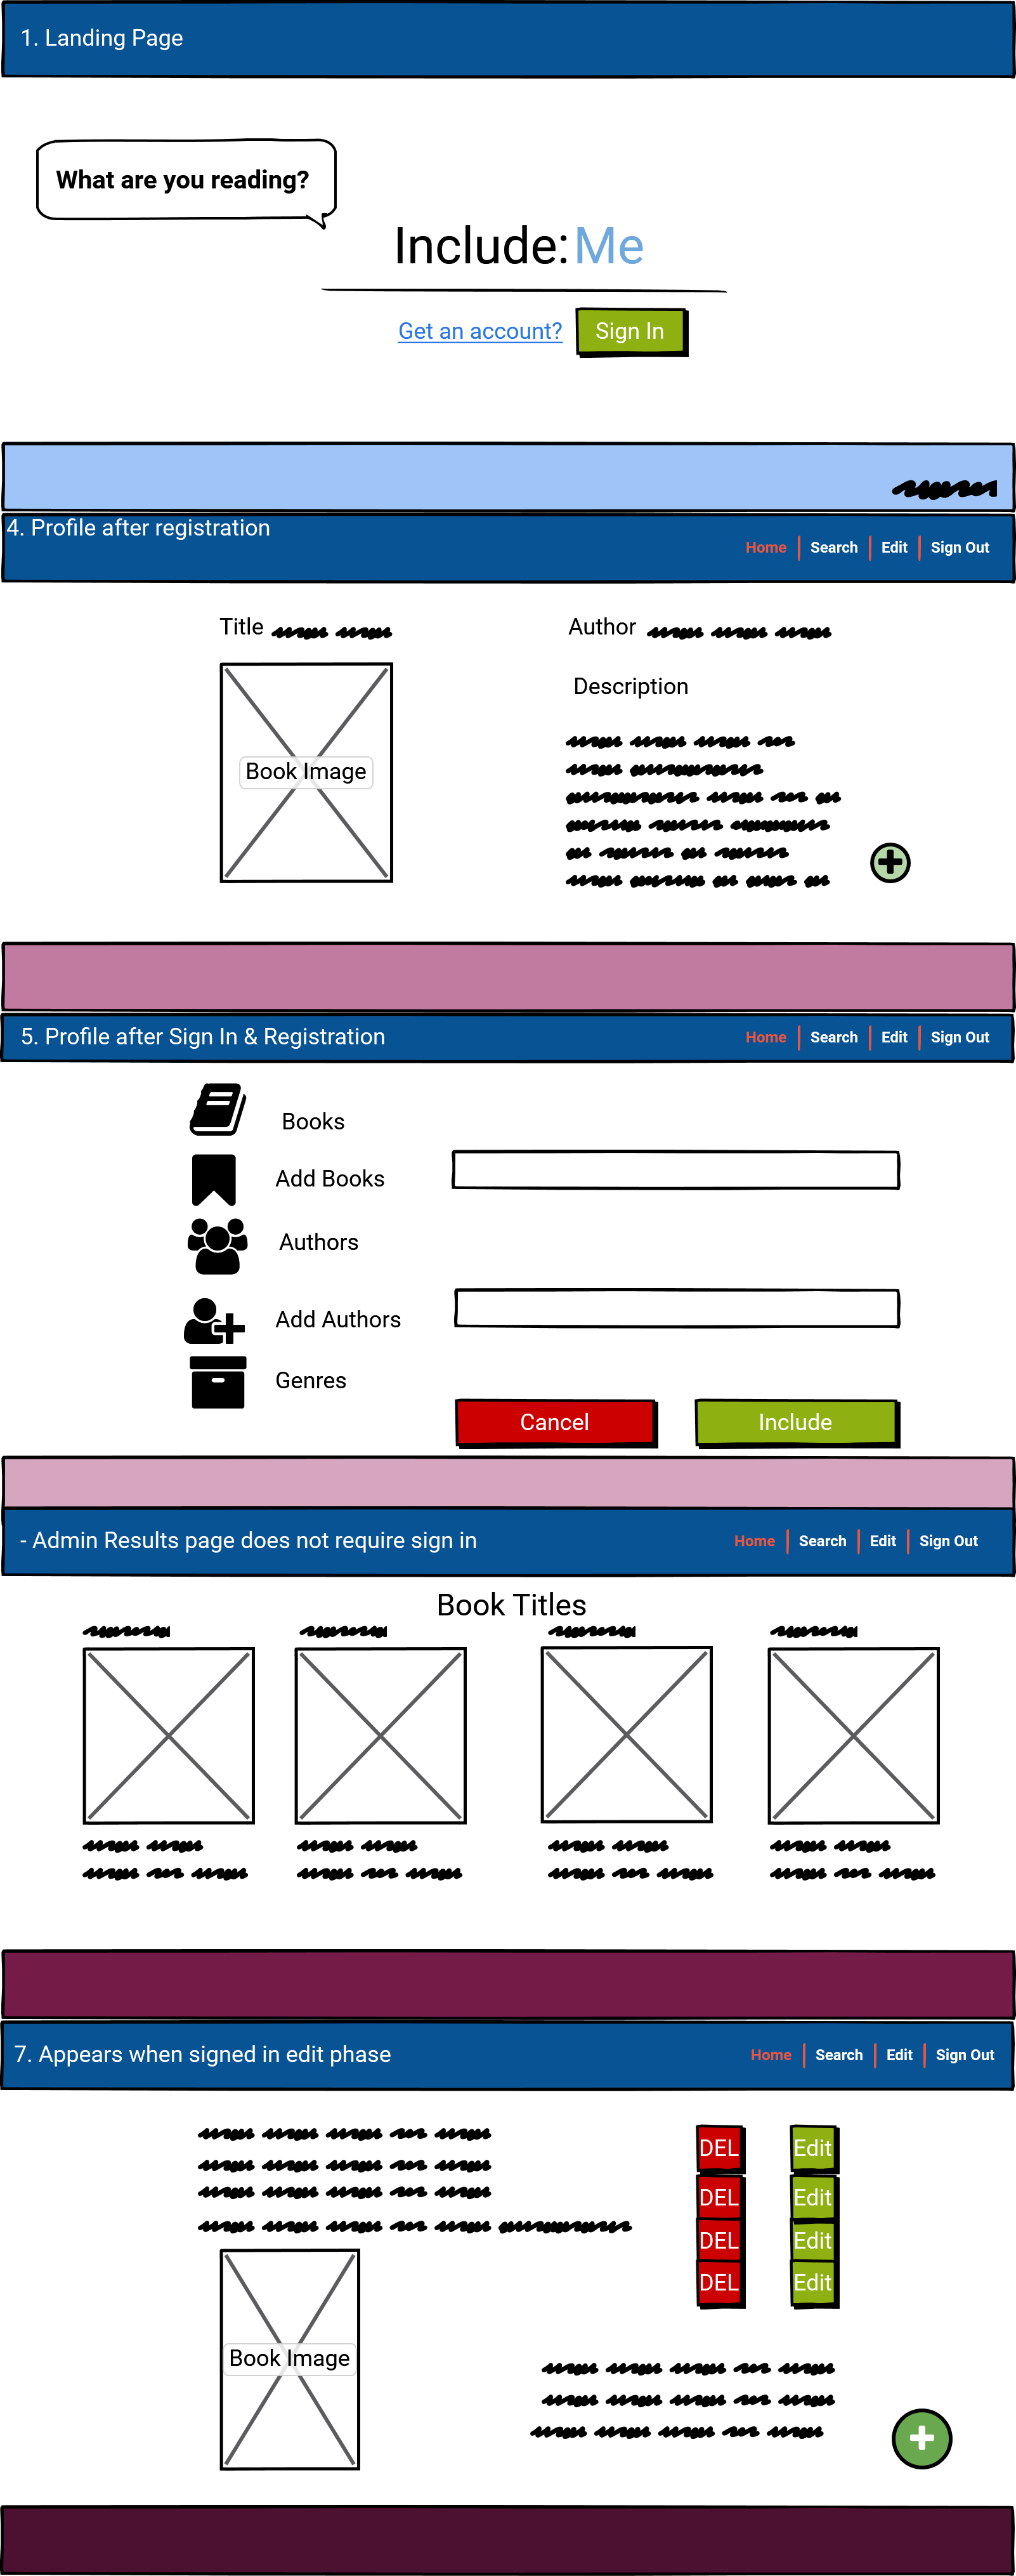 1. Landing Page
What are you reading?
Include: Me
Get an account? Sign In
4. Profile after registration
Home Search Edit Sign Out
Title Author
Description
Book Image
5. Profile after Sign In & Registration Home Search Edit Sign Out
Books
Add Books
Authors
Add Authors
Genres
Cancel Include
- Admin Results page does not require sign in Home Search Edit Sign Out
Book Titles
7. Appears when signed in edit phase Home Search Edit Sign Out
DEL Edit
DEL Edit
DEL Edit
DEL Edit
Book Image